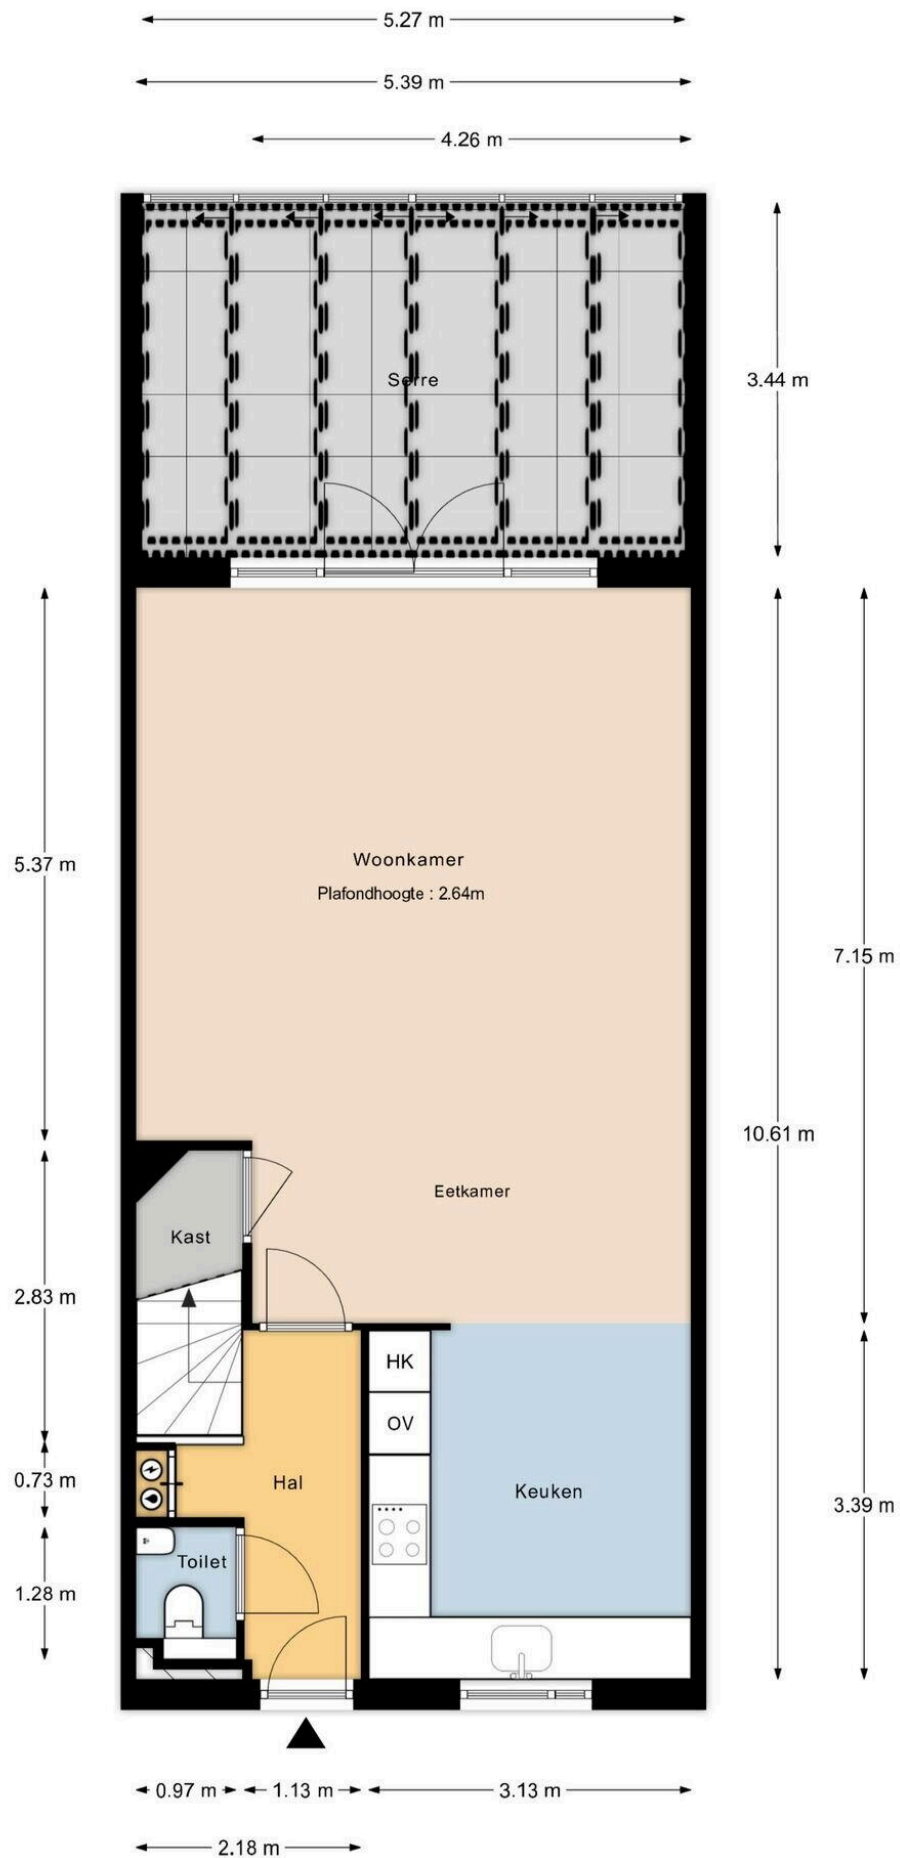 5.27 m
5.39 m
4.26 m
Serre
3.44 m
Woonkamer
Plafondhoogte : 2.64m
5.37 m
7.15 m
10.61 m
Eetkamer
Kast
2.83 m
HK
OV
Hal
0.73 m
Keuken
3.39 m
Toilet
1.28 m
0.97 m
1.13 m
3.13 m
2.18 m